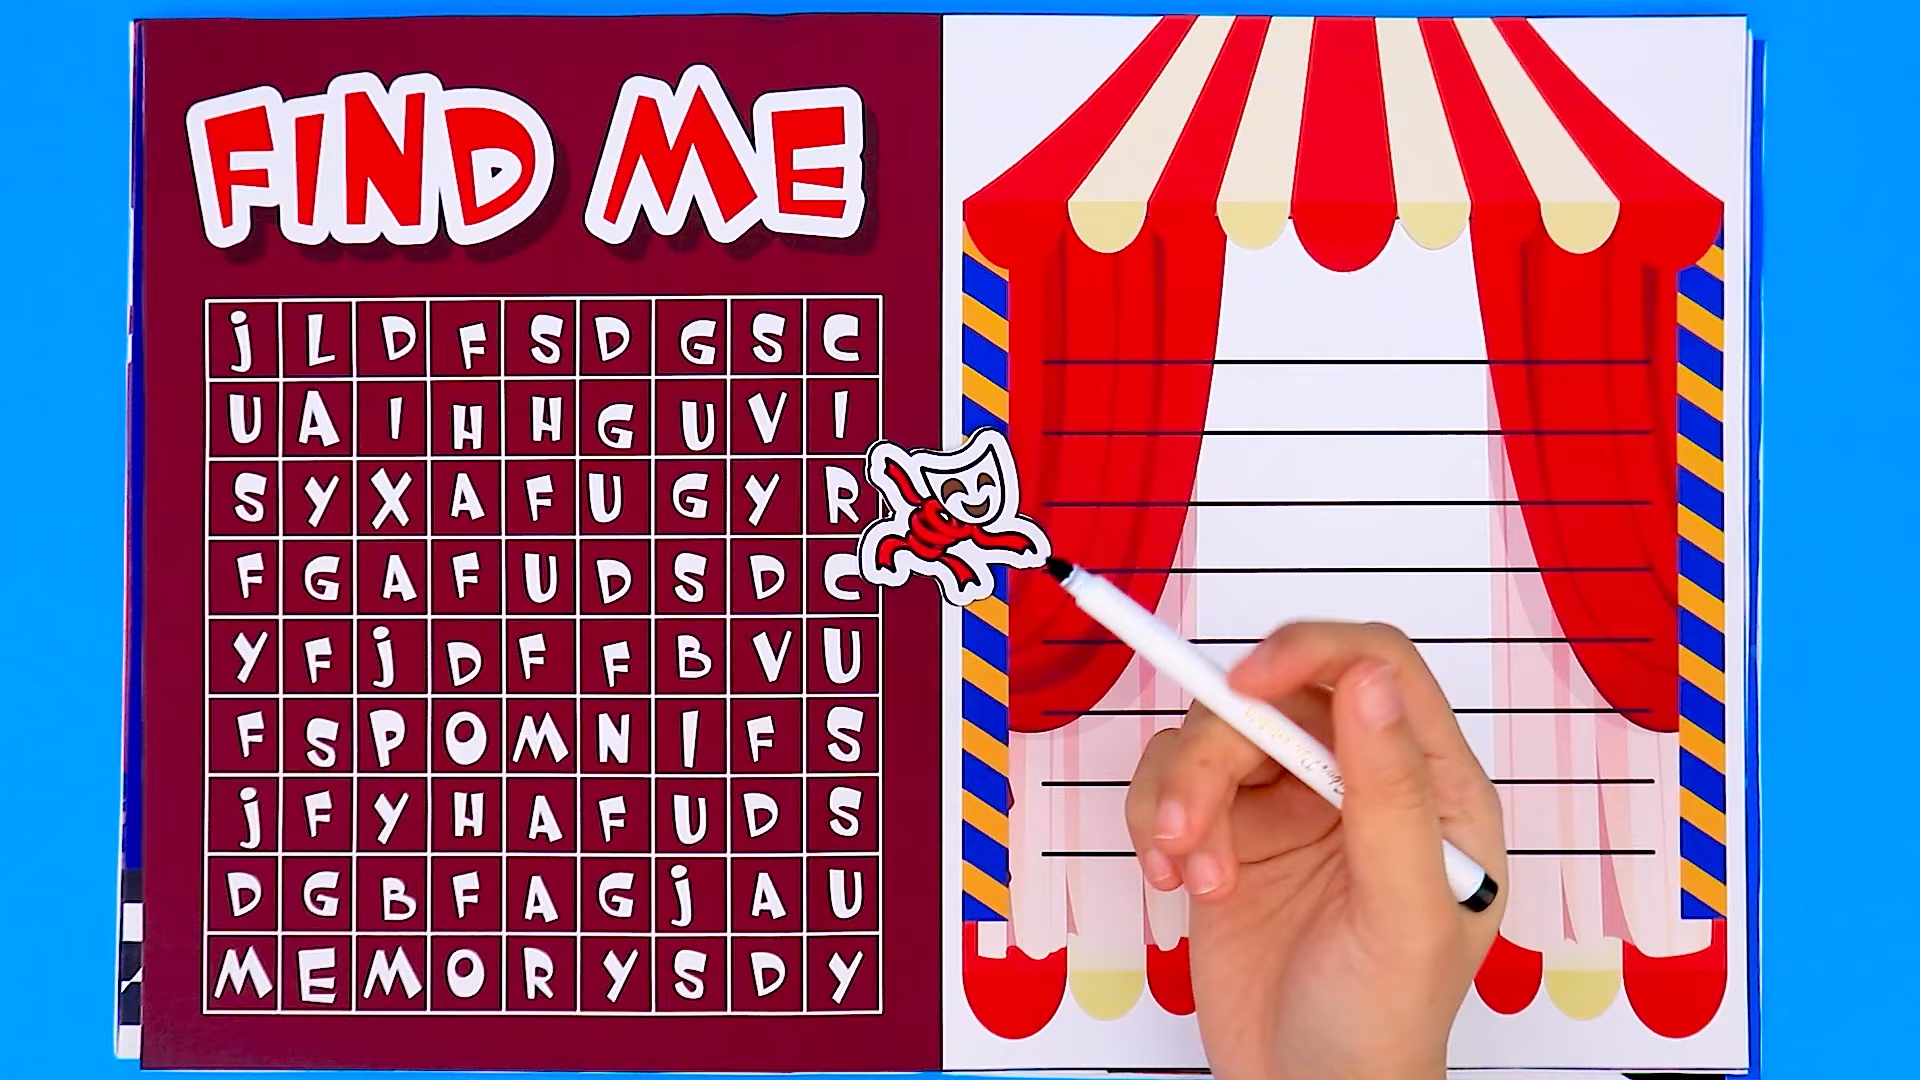 FIND ME
j L D F S D G S C
U A I H H G U V I
S Y X A F U G Y R
F G A F U D S D C
Y F j D F F B V U
F S P O M N I F S
j F Y H A F U D S
D G B F A G j A U
M E M O R Y S D Y